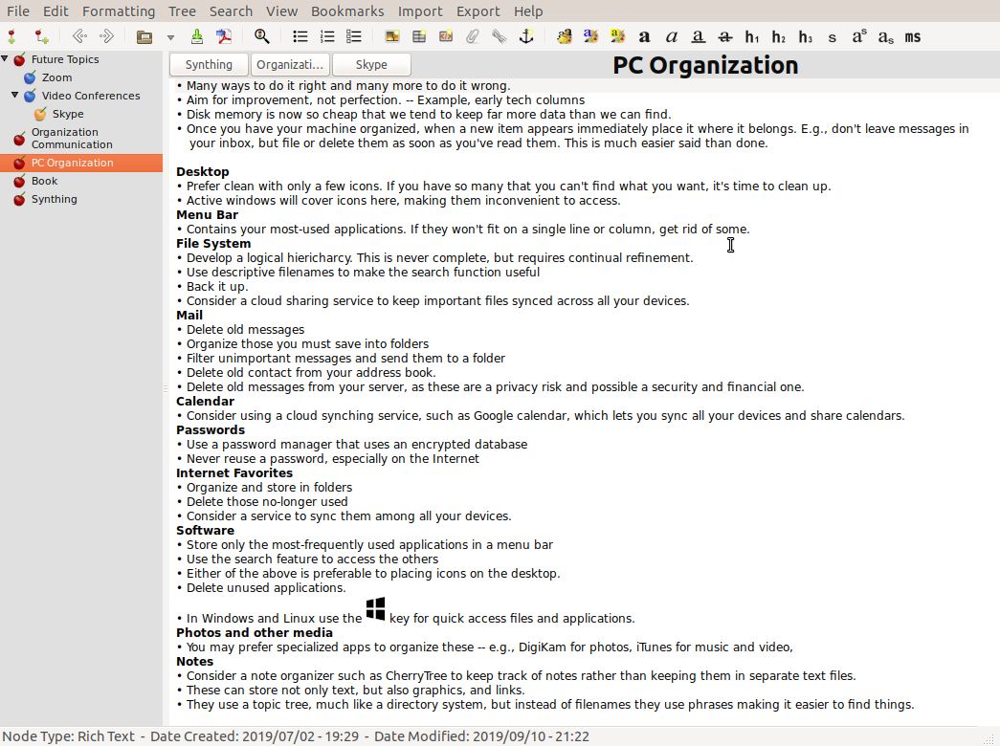 File Edit Formatting Tree Search View Bookmarks Import Export Help
a a a a h1 h2 h3 s aS as ms
Future Topics
Zoom
Video Conferences
Skype
Organization
Communication
PC Organization
Book
Synthing
Synthing Organizati... Skype
PC Organization
• Many ways to do it right and many more to do it wrong.
• Aim for improvement, not perfection. -- Example, early tech columns
• Disk memory is now so cheap that we tend to keep far more data than we can find.
• Once you have your machine organized, when a new item appears immediately place it where it belongs. E.g., don't leave messages in
your inbox, but file or delete them as soon as you've read them. This is much easier said than done.
Desktop
• Prefer clean with only a few icons. If you have so many that you can't find what you want, it's time to clean up.
• Active windows will cover icons here, making them inconvenient to access.
Menu Bar
• Contains your most-used applications. If they won't fit on a single line or column, get rid of some.
File System
• Develop a logical hiericharcy. This is never complete, but requires continual refinement.
• Use descriptive filenames to make the search function useful
• Back it up.
• Consider a cloud sharing service to keep important files synced across all your devices.
Mail
• Delete old messages
• Organize those you must save into folders
• Filter unimportant messages and send them to a folder
• Delete old contact from your address book.
• Delete old messages from your server, as these are a privacy risk and possible a security and financial one.
Calendar
• Consider using a cloud synching service, such as Google calendar, which lets you sync all your devices and share calendars.
Passwords
• Use a password manager that uses an encrypted database
• Never reuse a password, especially on the Internet
Internet Favorites
• Organize and store in folders
• Delete those no-longer used
• Consider a service to sync them among all your devices.
Software
• Store only the most-frequently used applications in a menu bar
• Use the search feature to access the others
• Either of the above is preferable to placing icons on the desktop.
• Delete unused applications.
• In Windows and Linux use the key for quick access files and applications.
Photos and other media
• You may prefer specialized apps to organize these -- e.g., DigiKam for photos, iTunes for music and video,
Notes
• Consider a note organizer such as CherryTree to keep track of notes rather than keeping them in separate text files.
• These can store not only text, but also graphics, and links.
• They use a topic tree, much like a directory system, but instead of filenames they use phrases making it easier to find things.
Node Type: Rich Text - Date Created: 2019/07/02 - 19:29 - Date Modified: 2019/09/10 - 21:22